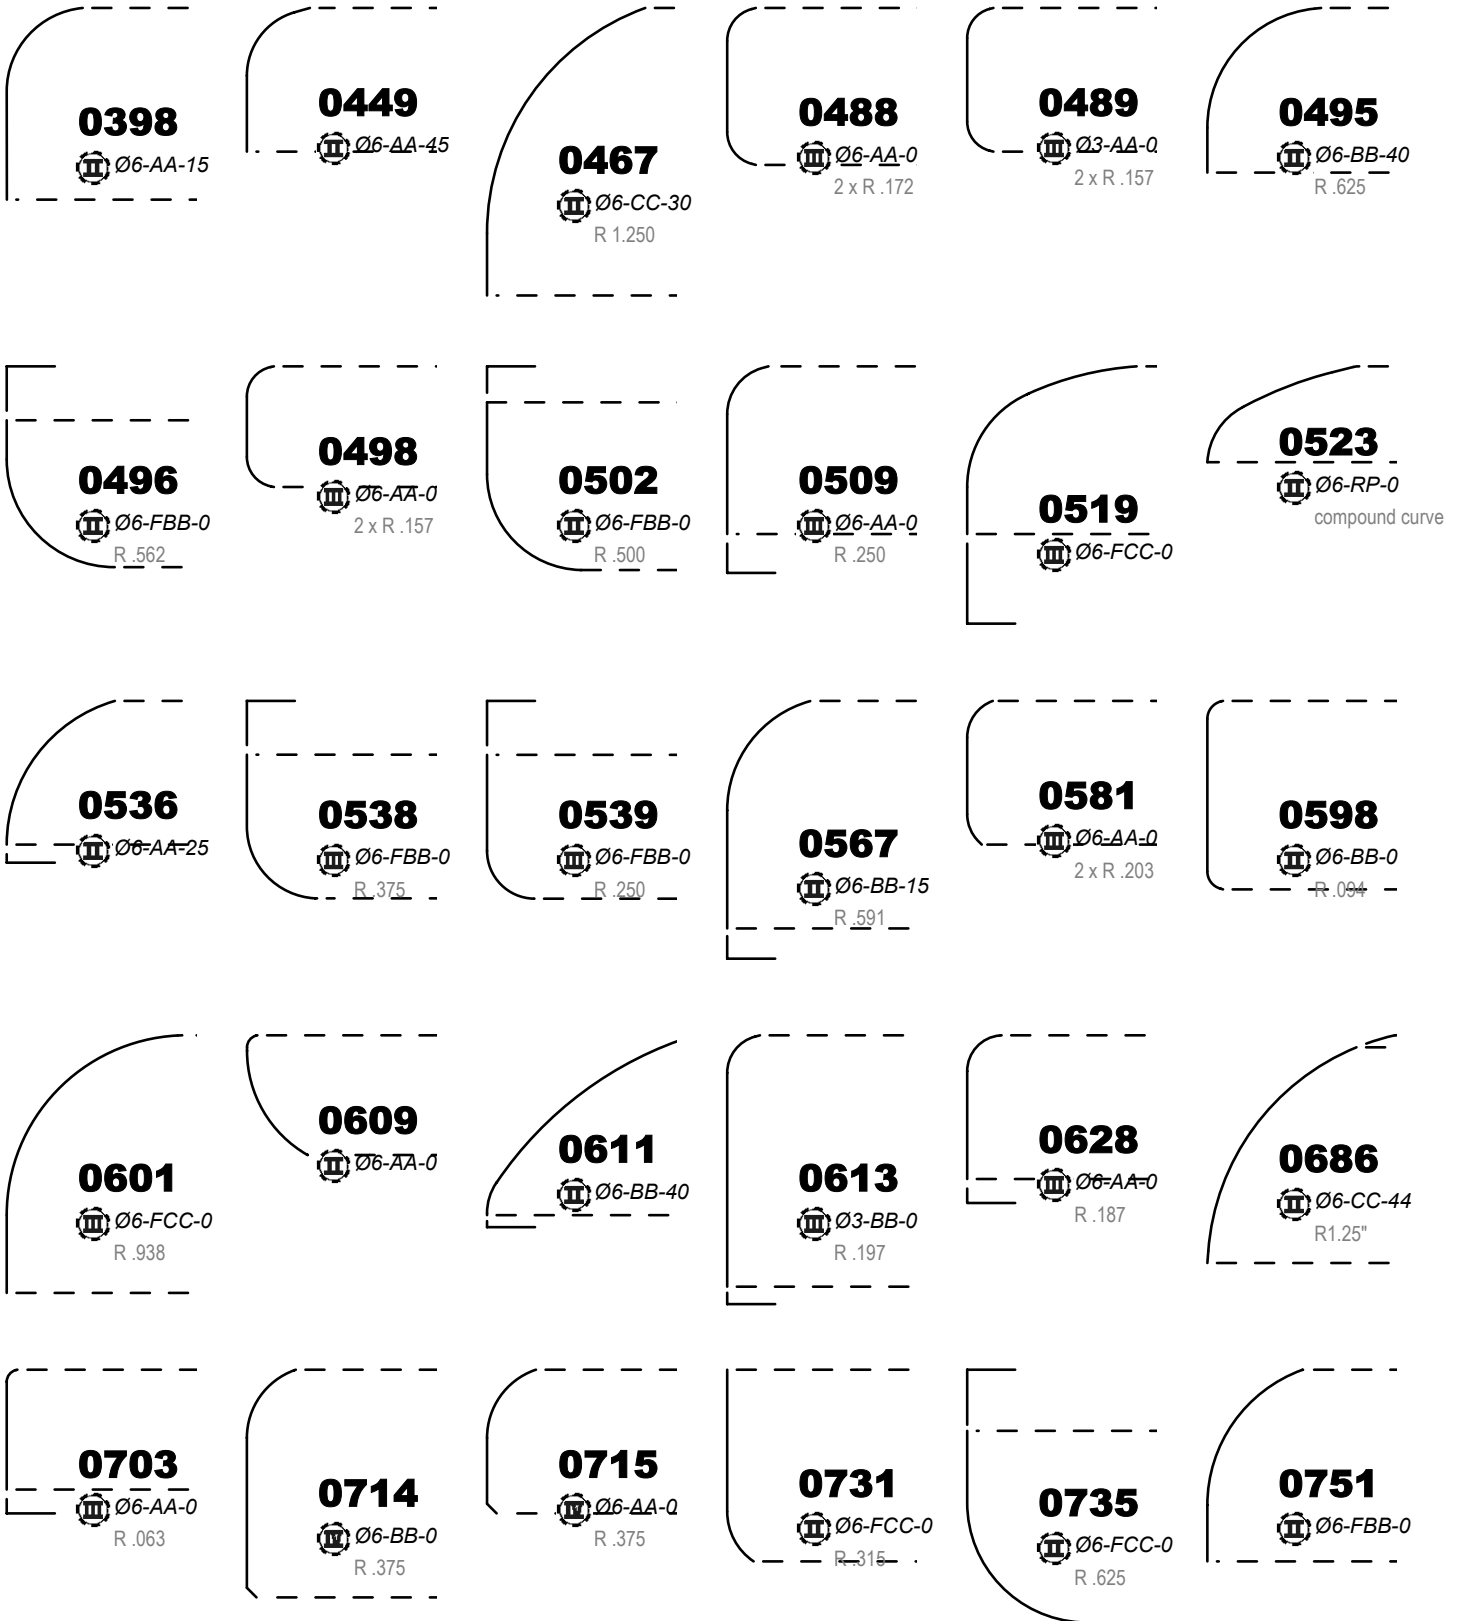 0398
II Ø6-AA-15
0449
II Ø6-AA-45
0467
II Ø6-CC-30
R 1.250
0488
III Ø6-AA-0
2 x R .172
0489
III Ø3-AA-0
2 x R .157
0495
II Ø6-BB-40
R .625
0496
II Ø6-FBB-0
R .562
0498
III Ø6-AA-0
2 x R .157
0502
II Ø6-FBB-0
R .500
0509
III Ø6-AA-0
R .250
0519
III Ø6-FCC-0
0523
II Ø6-RP-0
compound curve
0536
II Ø6-AA-25
0538
III Ø6-FBB-0
R .375
0539
III Ø6-FBB-0
R .250
0567
II Ø6-BB-15
R .591
0581
III Ø6-AA-0
2 x R .203
0598
II Ø6-BB-0
R .094
0601
III Ø6-FCC-0
R .938
0609
II Ø6-AA-0
0611
II Ø6-BB-40
0613
III Ø3-BB-0
R .197
0628
III Ø6-AA-0
R .187
0686
II Ø6-CC-44
R1.25"
0703
III Ø6-AA-0
R .063
0714
IV Ø6-BB-0
R .375
0715
IV Ø6-AA-0
R .375
0731
II Ø6-FCC-0
R .315
0735
II Ø6-FCC-0
R .625
0751
II Ø6-FBB-0